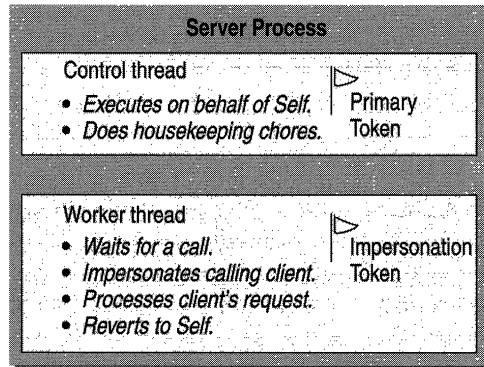 Server Process
Control thread
• Executes on behalf of Self.
• Does housekeeping chores.
Primary
Token
Worker thread
• Waits for a call.
• Impersonates calling client.
• Processes client's request.
• Reverts to Self.
Impersonation
Token